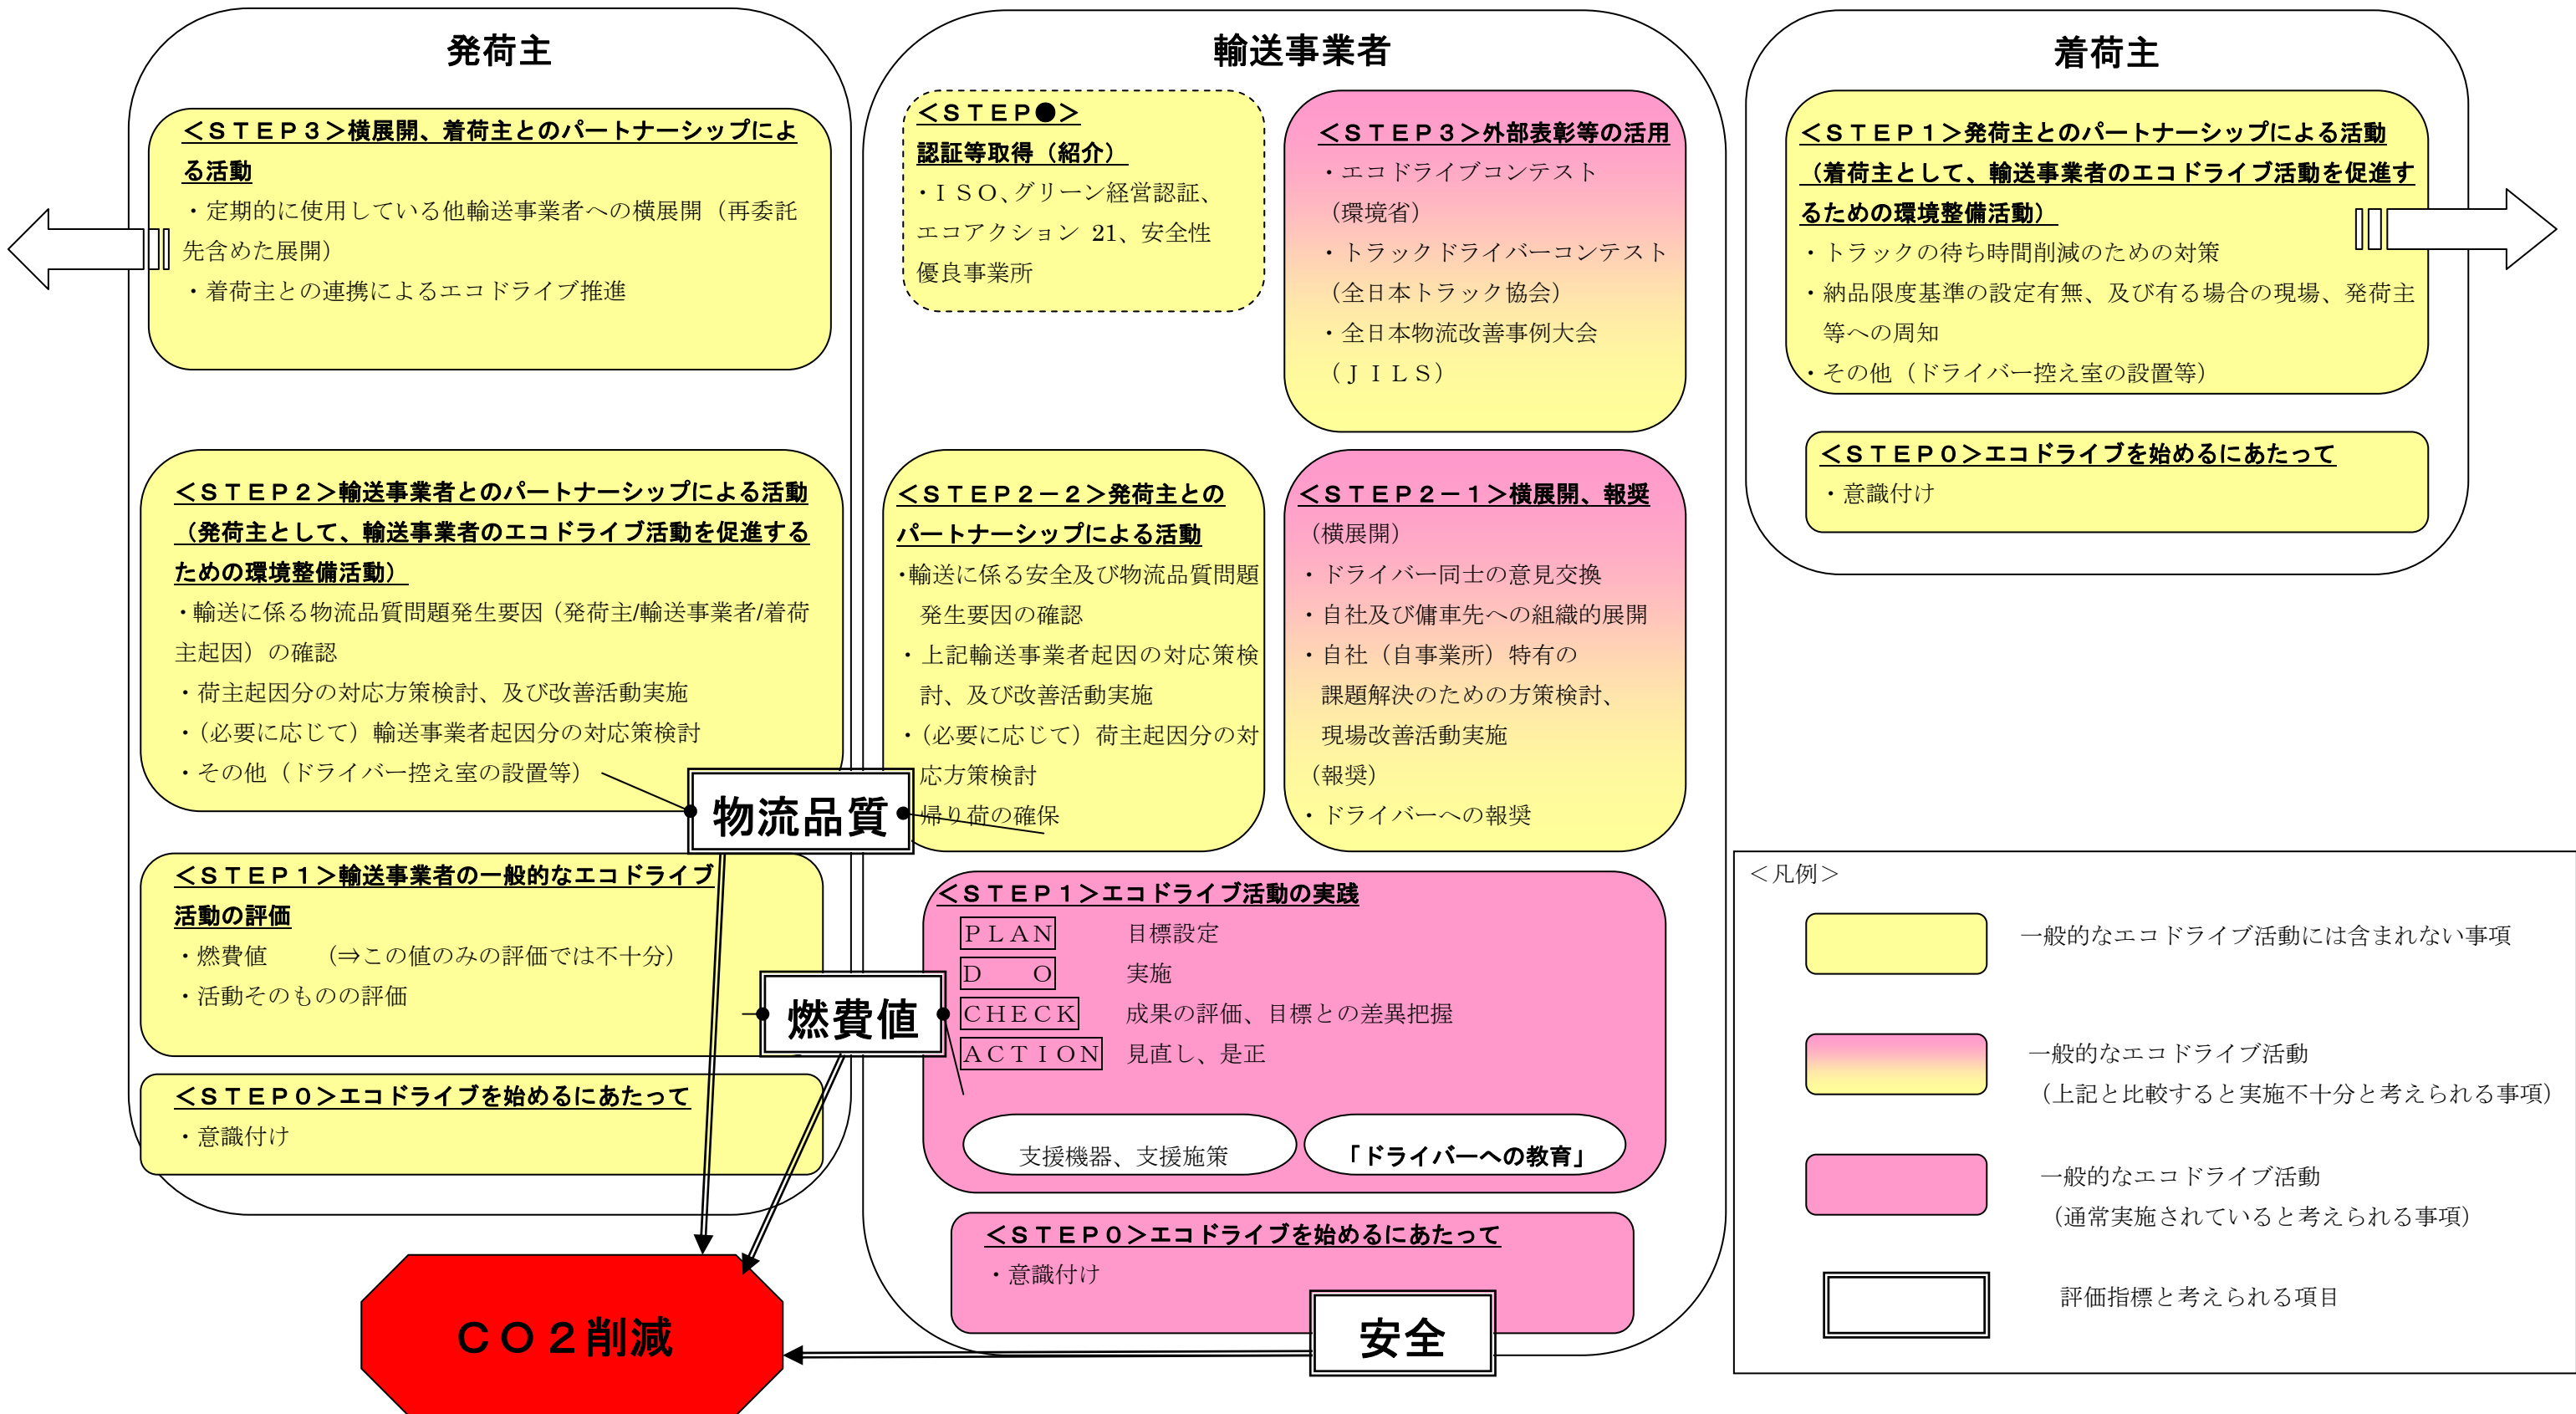 発荷主
＜ＳＴＥＰ３＞横展開、着荷主とのパートナーシップによ
る活動
・定期的に使用している他輸送事業者への横展開（再委託
先含めた展開）
・着荷主との連携によるエコドライブ推進
＜ＳＴＥＰ２＞輸送事業者とのパートナーシップによる活動
（発荷主として、輸送事業者のエコドライブ活動を促進する
ための環境整備活動）
・輸送に係る物流品質問題発生要因（発荷主/輸送事業者/着荷
主起因）の確認
・荷主起因分の対応方策検討、及び改善活動実施
・（必要に応じて）輸送事業者起因分の対応策検討
・その他（ドライバー控え室の設置等）
物流品質
＜ＳＴＥＰ１＞輸送事業者の一般的なエコドライブ
活動の評価
・燃費値　　（⇒この値のみの評価では不十分）
・活動そのものの評価
燃費値
＜ＳＴＥＰ０＞エコドライブを始めるにあたって
・意識付け
ＣＯ２削減
輸送事業者
＜ＳＴＥＰ●＞
認証等取得（紹介）
・ＩＳＯ、グリーン経営認証、
エコアクション 21、安全性
優良事業所
＜ＳＴＥＰ３＞外部表彰等の活用
・エコドライブコンテスト
（環境省）
・トラックドライバーコンテスト
（全日本トラック協会）
・全日本物流改善事例大会
（ＪＩＬＳ）
＜ＳＴＥＰ２－２＞発荷主との
パートナーシップによる活動
・輸送に係る安全及び物流品質問題
発生要因の確認
・上記輸送事業者起因の対応策検
討、及び改善活動実施
・（必要に応じて）荷主起因分の対
応方策検討
帰り荷の確保
＜ＳＴＥＰ２－１＞横展開、報奨
（横展開）
・ドライバー同士の意見交換
・自社及び傭車先への組織的展開
・自社（自事業所）特有の
課題解決のための方策検討、
現場改善活動実施
（報奨）
・ドライバーへの報奨
＜ＳＴＥＰ１＞エコドライブ活動の実践
ＰＬＡＮ　目標設定
Ｄ　Ｏ　実施
ＣＨＥＣＫ　成果の評価、目標との差異把握
ＡＣＴＩＯＮ　見直し、是正
支援機器、支援施策
「ドライバーへの教育」
＜ＳＴＥＰ０＞エコドライブを始めるにあたって
・意識付け
安全
着荷主
＜ＳＴＥＰ１＞発荷主とのパートナーシップによる活動
（着荷主として、輸送事業者のエコドライブ活動を促進す
るための環境整備活動）
・トラックの待ち時間削減のための対策
・納品限度基準の設定有無、及び有る場合の現場、発荷主
等への周知
・その他（ドライバー控え室の設置等）
＜ＳＴＥＰ０＞エコドライブを始めるにあたって
・意識付け
＜凡例＞
一般的なエコドライブ活動には含まれない事項
一般的なエコドライブ活動
（上記と比較すると実施不十分と考えられる事項）
一般的なエコドライブ活動
（通常実施されていると考えられる事項）
評価指標と考えられる項目